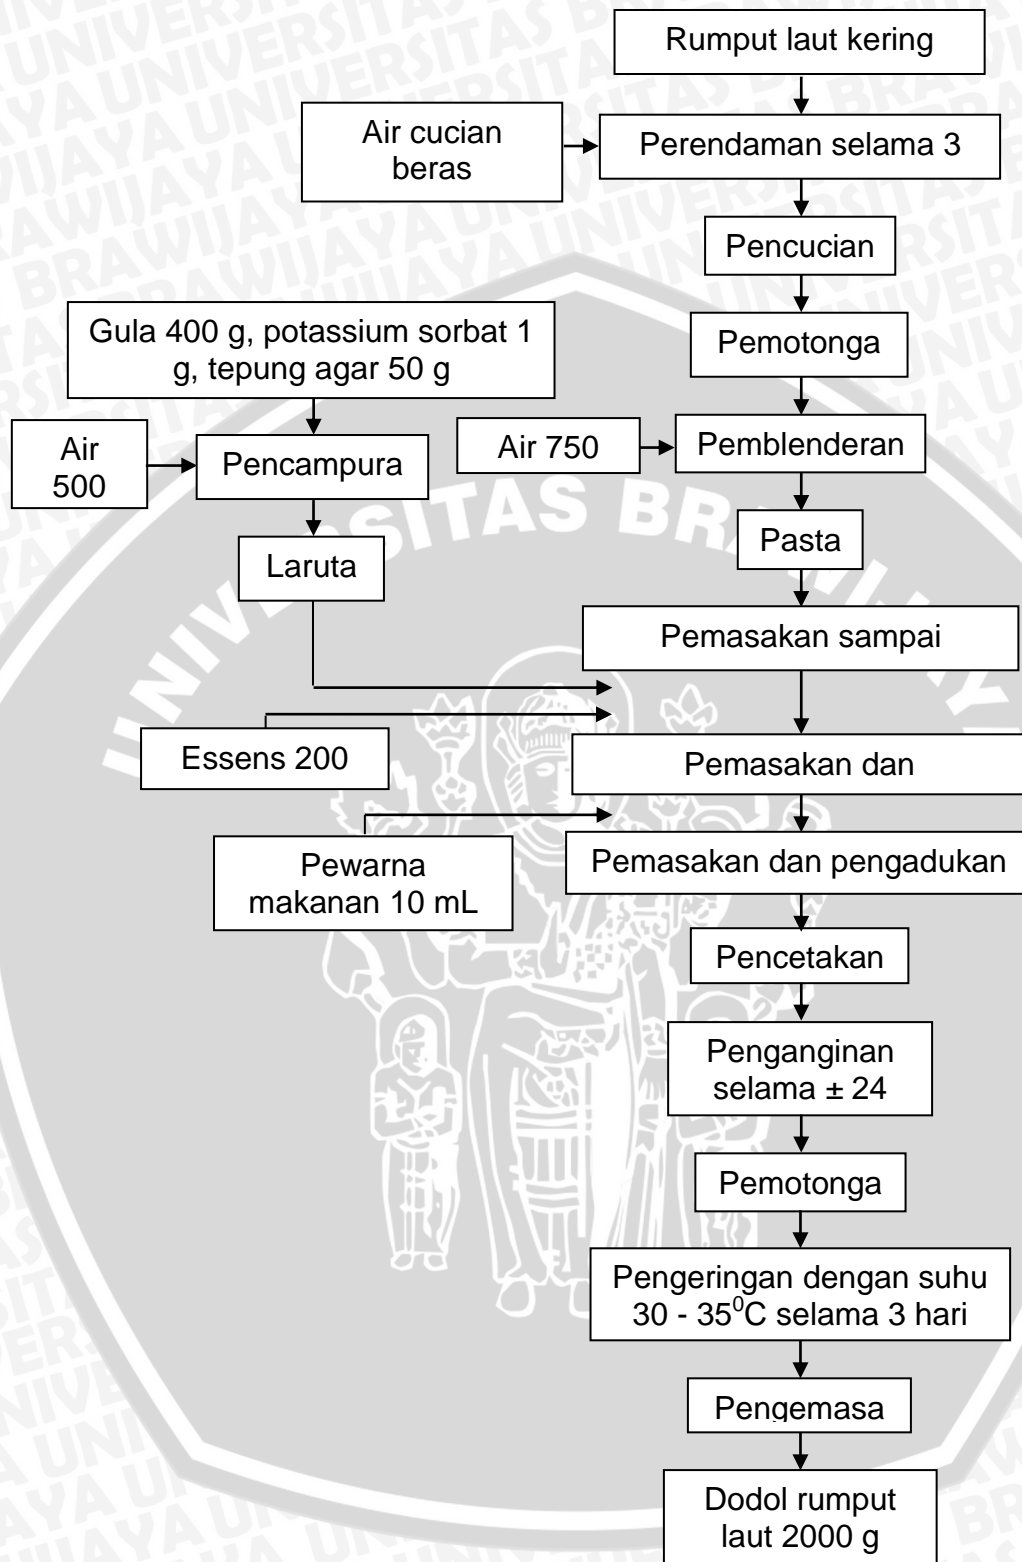 Rumput laut kering
Air cucian
beras
Perendaman selama 3
Pencucian
Gula 400 g, potassium sorbat 1
g, tepung agar 50 g
Pemotonga
Air
500
Pencampura
Air 750
Pemblenderan
Laruta
Pasta
Pemasakan sampai
Essens 200
Pemasakan dan
Pewarna
makanan 10 mL
Pemasakan dan pengadukan
Pencetakan
Penganginan
selama ± 24
Pemotonga
Pengeringan dengan suhu
30 - 35⁰C selama 3 hari
Pengemasa
Dodol rumput
laut 2000 g
UNIVERSITAS BRAWIJAYA